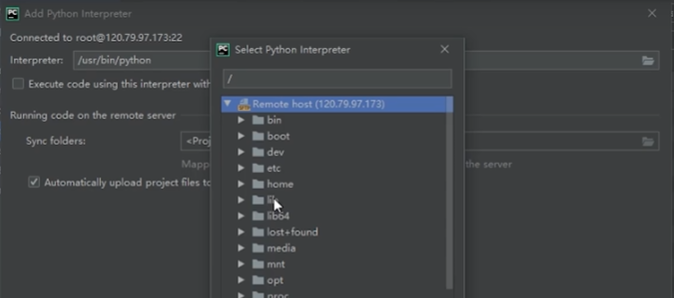 Add Python Interpreter
Connected to root@120.79.97.173:22
Interpreter: /usr/bin/python
Execute code using this interpreter with
Running code on the remote server
Sync folders: <Proj
Mapp
the server
Automatically upload project files to
Select Python Interpreter
/
Remote host (120.79.97.173)
bin
boot
dev
etc
home
lib64
lost+found
media
mnt
opt
proc